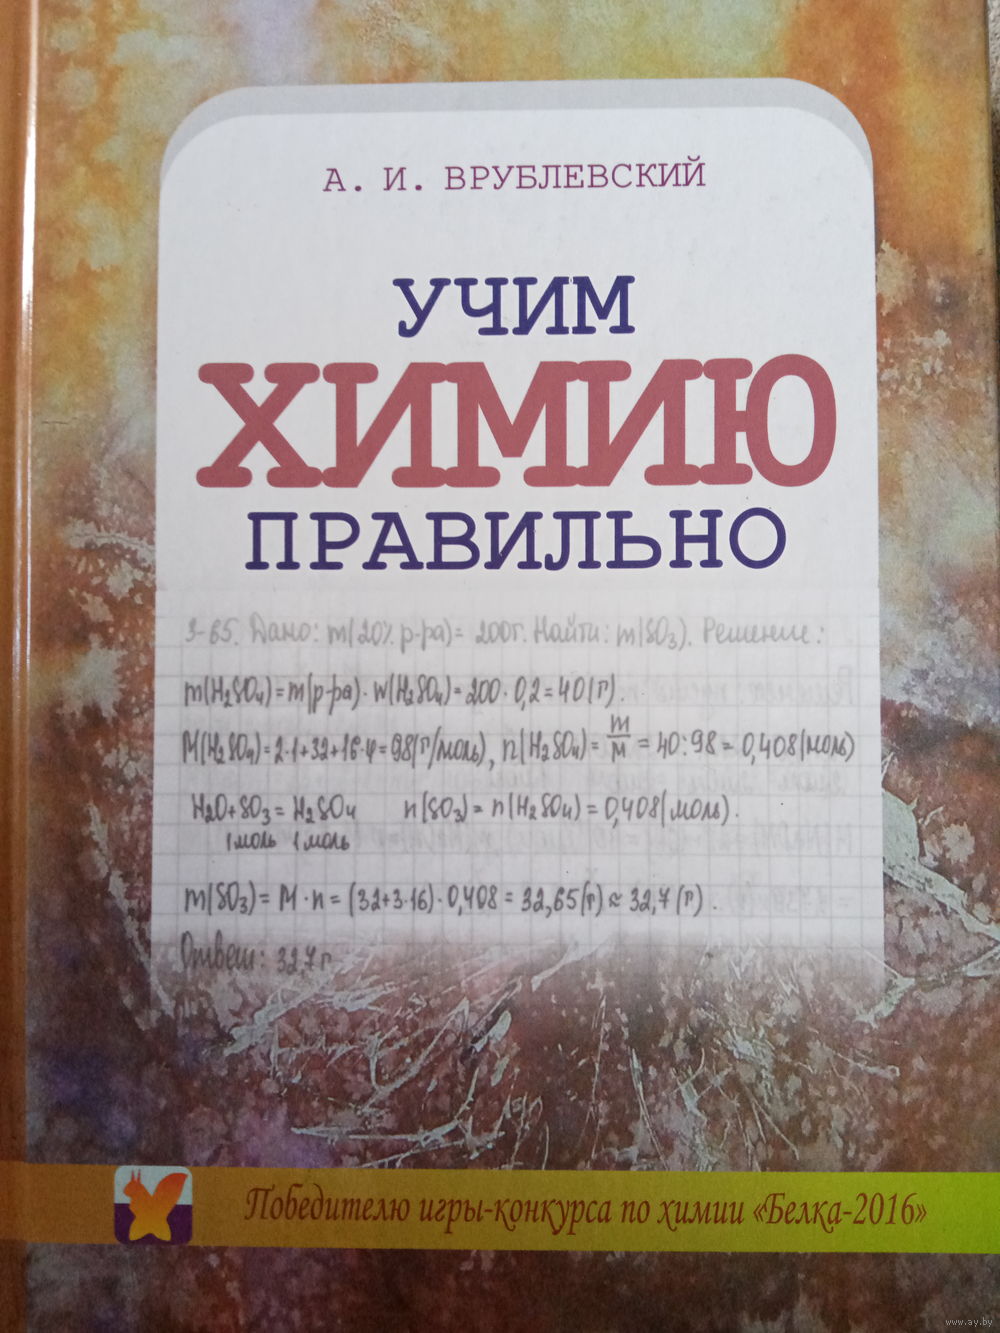 А. И. ВРУБЛЕВСКИЙ
УЧИМ
ХИМИЮ
ПРАВИЛЬНО
3-65. Дано: m(20% р-ра)= 200г. Найти: m(SO₃). Решение:
m(H₂SO₄)=m(р-ра)·w(H₂SO₄)=200·0,2=40(г).
M(H₂SO₄)=2·1+32+16·4=98(г/моль), n(H₂SO₄)= m/M =40:98=0,408(моль)
H₂O+SO₃=H₂SO₄ n(SO₃)=n(H₂SO₄)=0,408(моль).
1моль 1моль
m(SO₃)=M·n=(32+3·16)·0,408=32,65(г)≈32,7(г).
Ответ: 32,7г
Победителю игры-конкурса по химии «Белка-2016»
www.ay.by